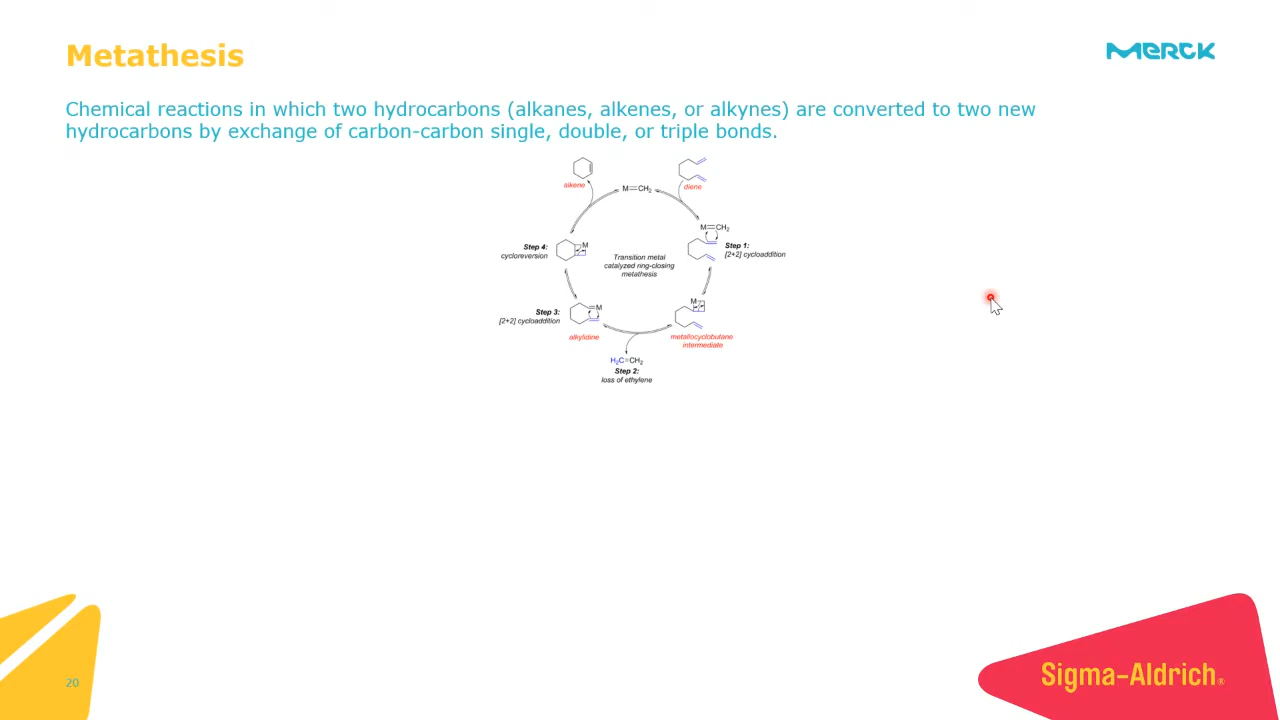 Metathesis
MERCK
Chemical reactions in which two hydrocarbons (alkanes, alkenes, or alkynes) are converted to two new
hydrocarbons by exchange of carbon-carbon single, double, or triple bonds.
alkene
M=CH2
diene
M=CH2
Step 4:
cycloreversion
M
Transition metal
catalyzed ring-closing
metathesis
Step 1:
[2+2] cycloaddition
Step 3:
[2+2] cycloaddition
M
M
alkylidine
metallocyclobutane
intermediate
H2C=CH2
Step 2:
loss of ethylene
20
Sigma-Aldrich®